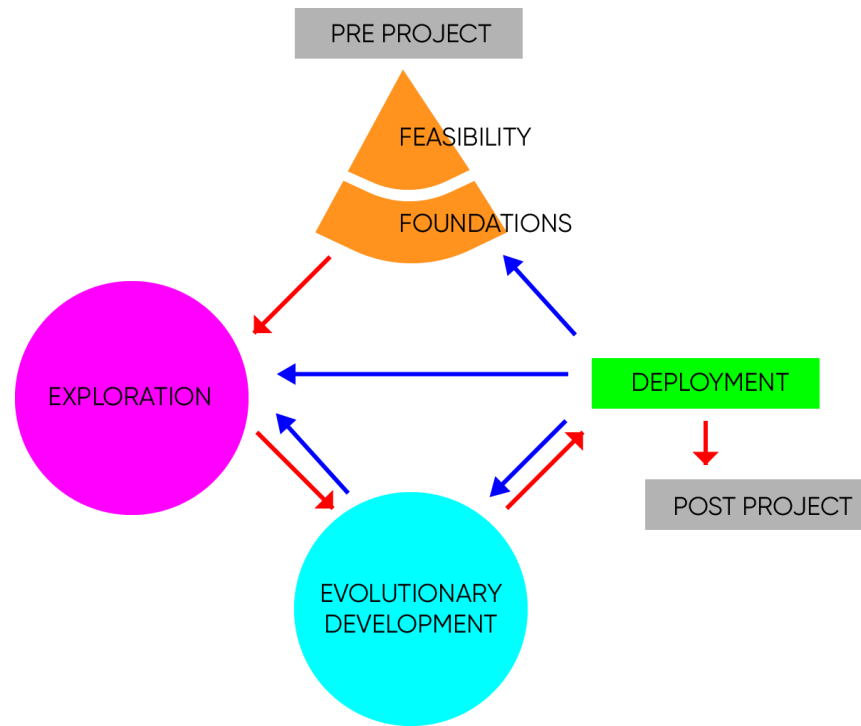 PRE PROJECT
FEASIBILITY
FOUNDATIONS
EXPLORATION
DEPLOYMENT
POST PROJECT
EVOLUTIONARY
DEVELOPMENT